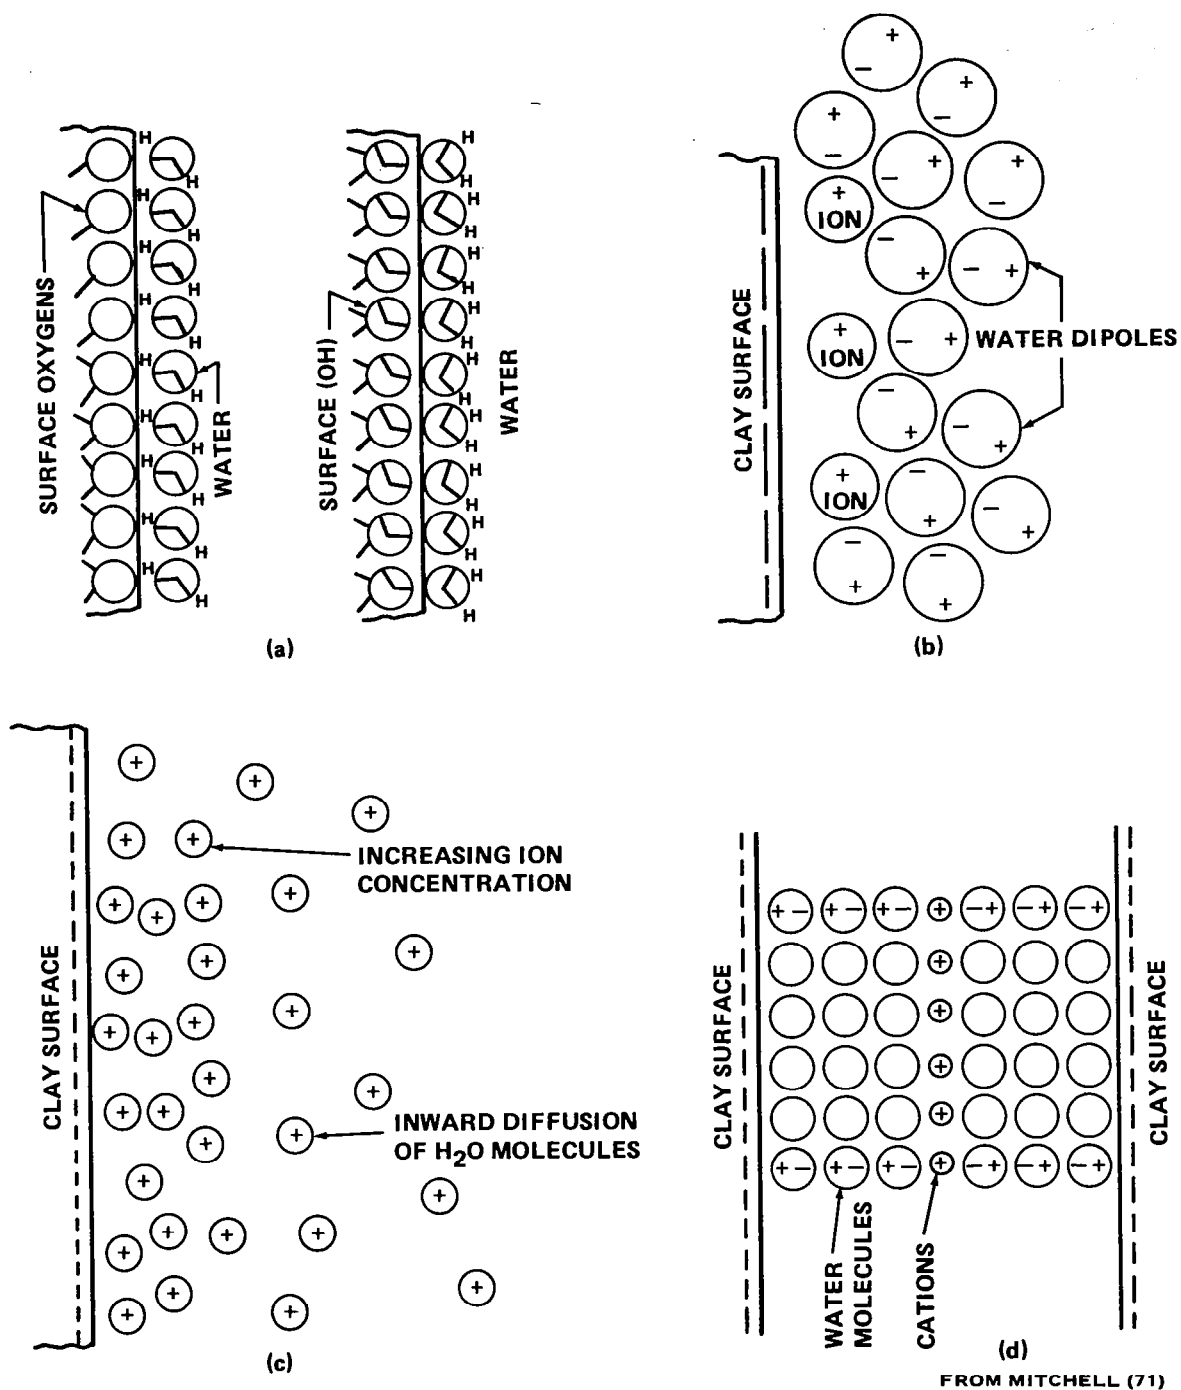 SURFACE OXYGENS
H H H H H H H H H
H H H H H H H H H
WATER
SURFACE (OH)
H H H H H H H H H
H H H H H H H H H
WATER
(a)
CLAY SURFACE
+ ION
+ ION
+ ION
WATER DIPOLES
(b)
CLAY SURFACE
INCREASING ION
CONCENTRATION
INWARD DIFFUSION
OF H2O MOLECULES
(c)
CLAY SURFACE
+ − + − + − + − + − + − +
+ − + − + − + − + − + − +
WATER
MOLECULES
CATIONS
CLAY SURFACE
(d)
FROM MITCHELL (71)